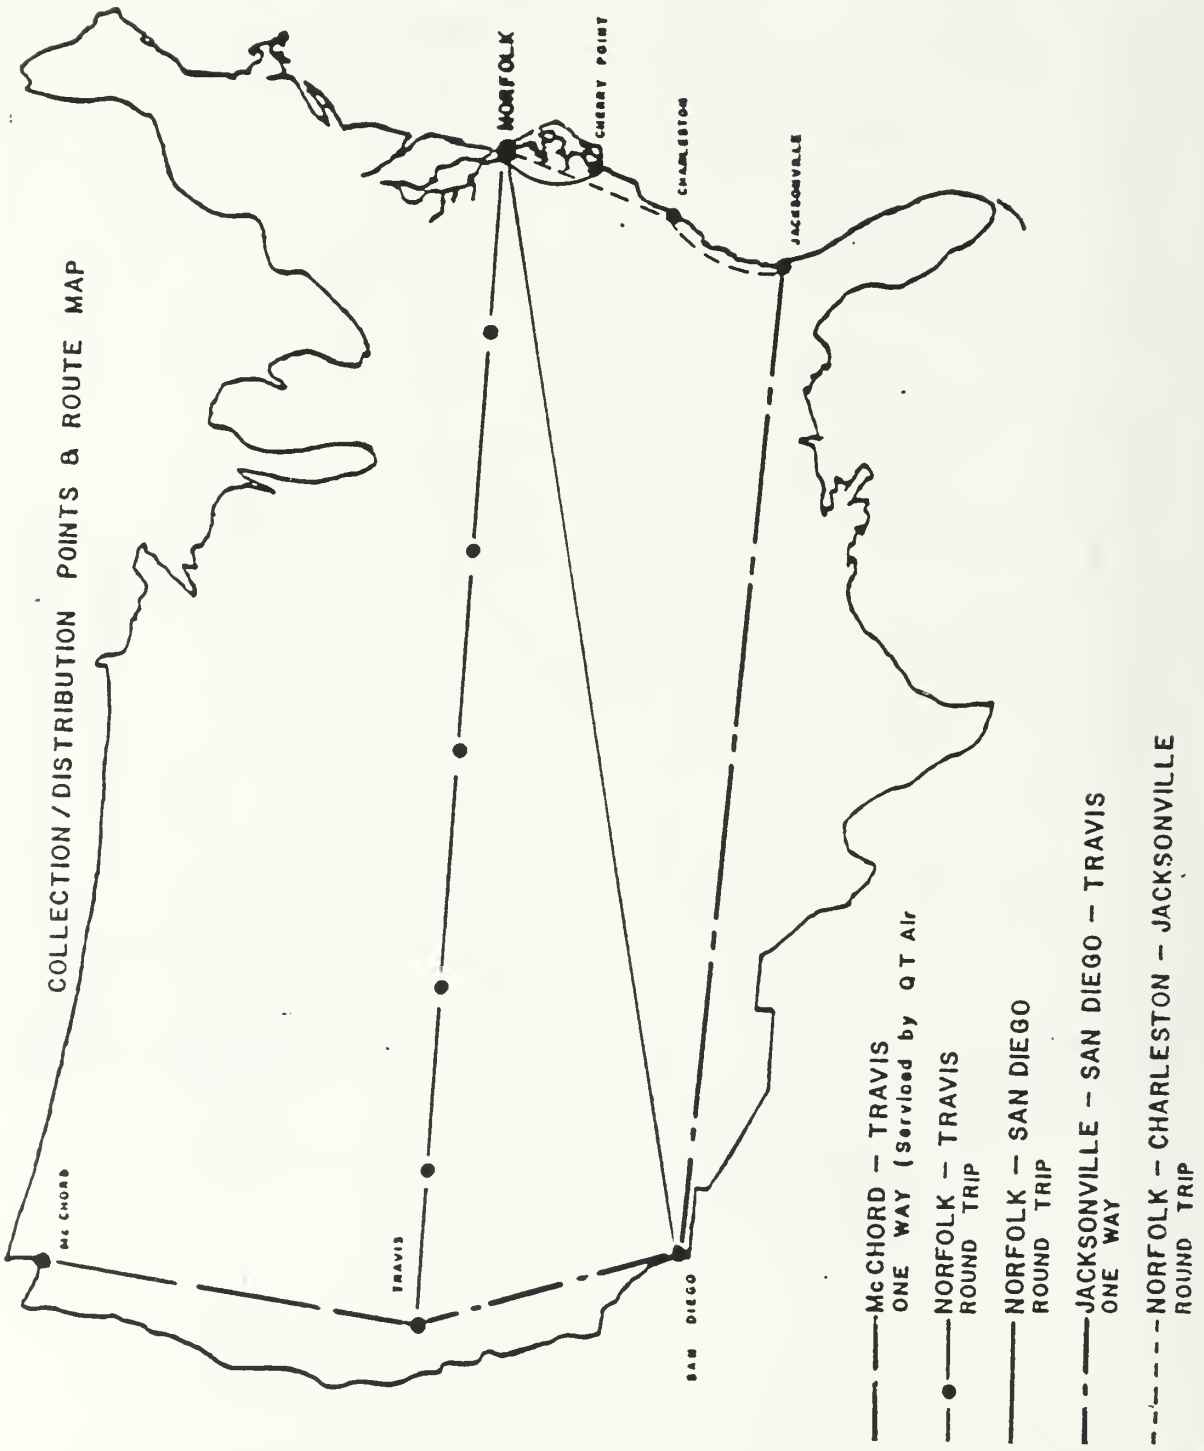 COLLECTION/DISTRIBUTION POINTS & ROUTE MAP
Mc CHORD
TRAVIS
SAN DIEGO
NORFOLK
CHERRY POINT
CHARLESTON
JACKSONVILLE
McCHORD — TRAVIS
ONE WAY (Serviced by QT Air
NORFOLK — TRAVIS
ROUND TRIP
NORFOLK — SAN DIEGO
ROUND TRIP
JACKSONVILLE — SAN DIEGO — TRAVIS
ONE WAY
NORFOLK — CHARLESTON — JACKSONVILLE
ROUND TRIP